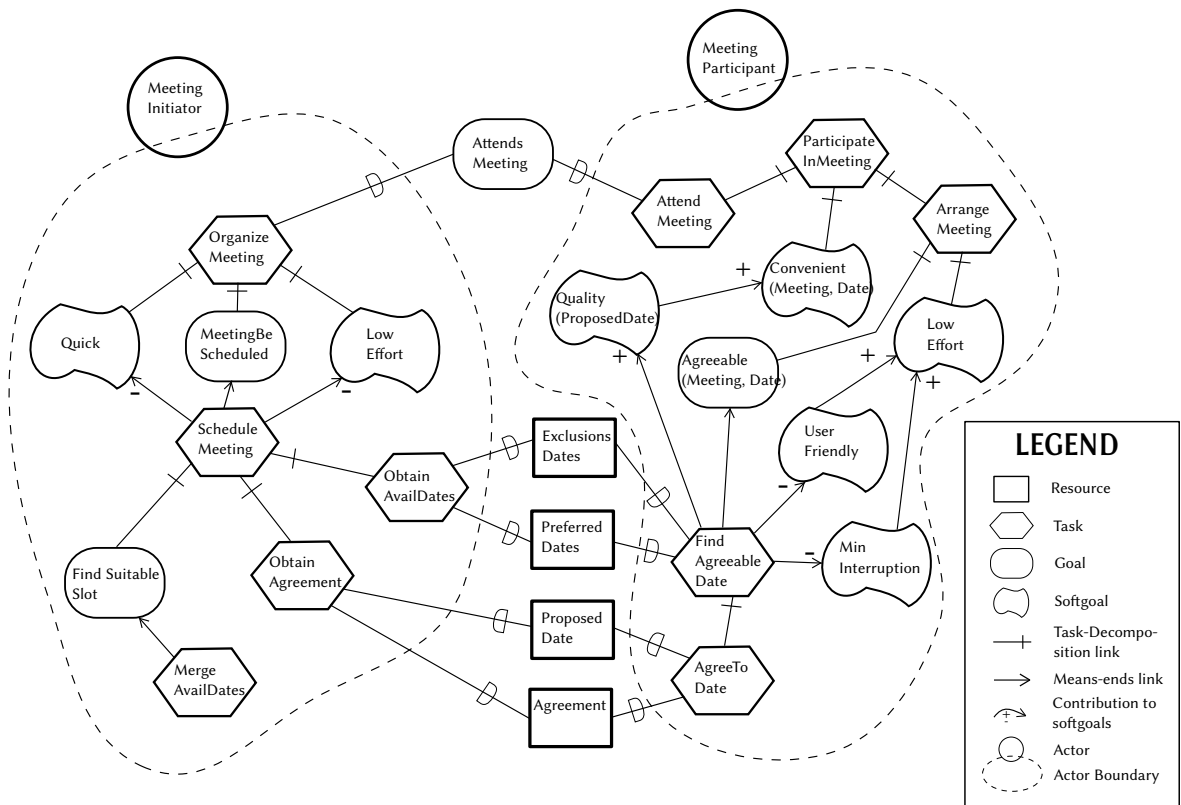 Meeting
Initiator
Meeting
Participant
Attends
Meeting
Participate
InMeeting
Attend
Meeting
Arrange
Meeting
Organize
Meeting
Convenient
(Meeting, Date)
Quality
(ProposedDate)
+
Quick
MeetingBe
Scheduled
Low
Effort
Low
Effort
+
+
+
Agreeable
(Meeting, Date)
-
-
Schedule
Meeting
Exclusions
Dates
User
Friendly
-
Obtain
AvailDates
Preferred
Dates
Find
Agreeable
Date
-
Min
Interruption
Find Suitable
Slot
Obtain
Agreement
Proposed
Date
Merge
AvailDates
AgreeTo
Date
Agreement
LEGEND
Resource
Task
Goal
Softgoal
Task-Decompo-
sition link
Means-ends link
±
Contribution to
softgoals
Actor
Actor Boundary